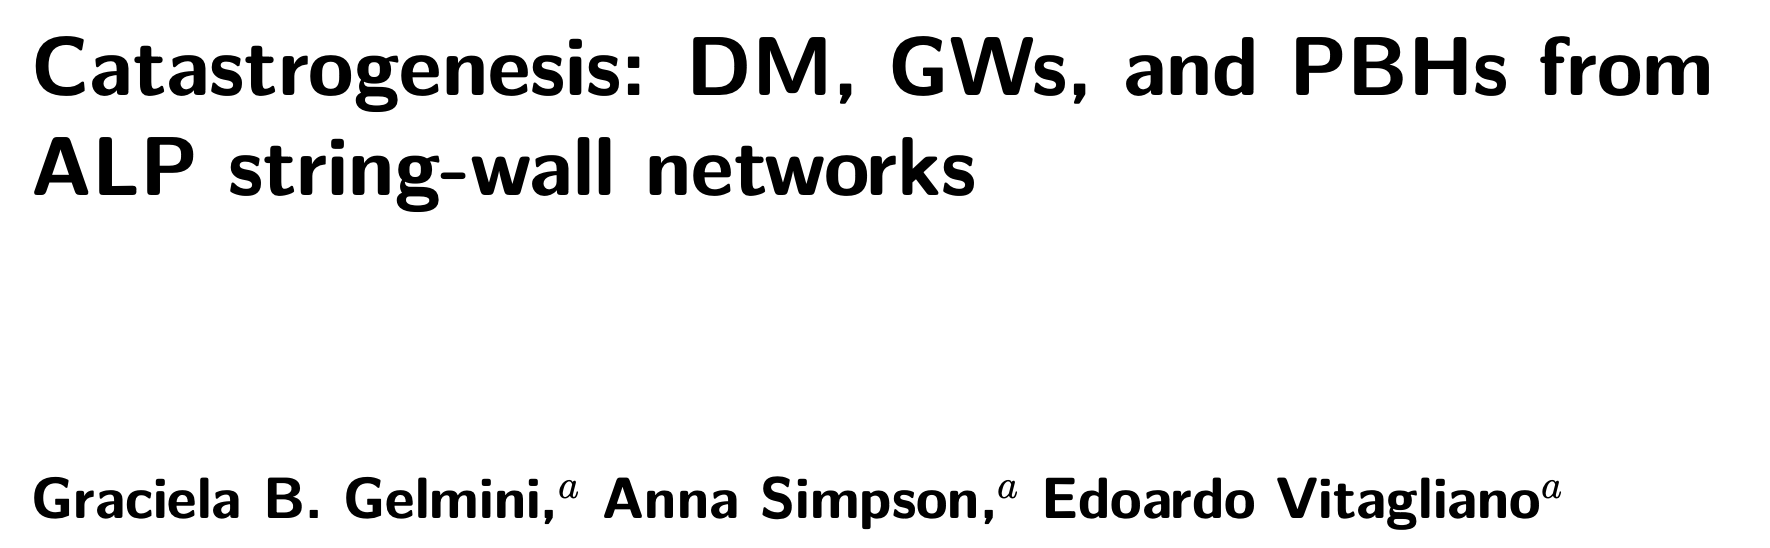 Catastrogenesis: DM, GWs, and PBHs from
ALP string-wall networks
Graciela B. Gelmini,ᵃ Anna Simpson,ᵃ Edoardo Vitaglianoᵃ